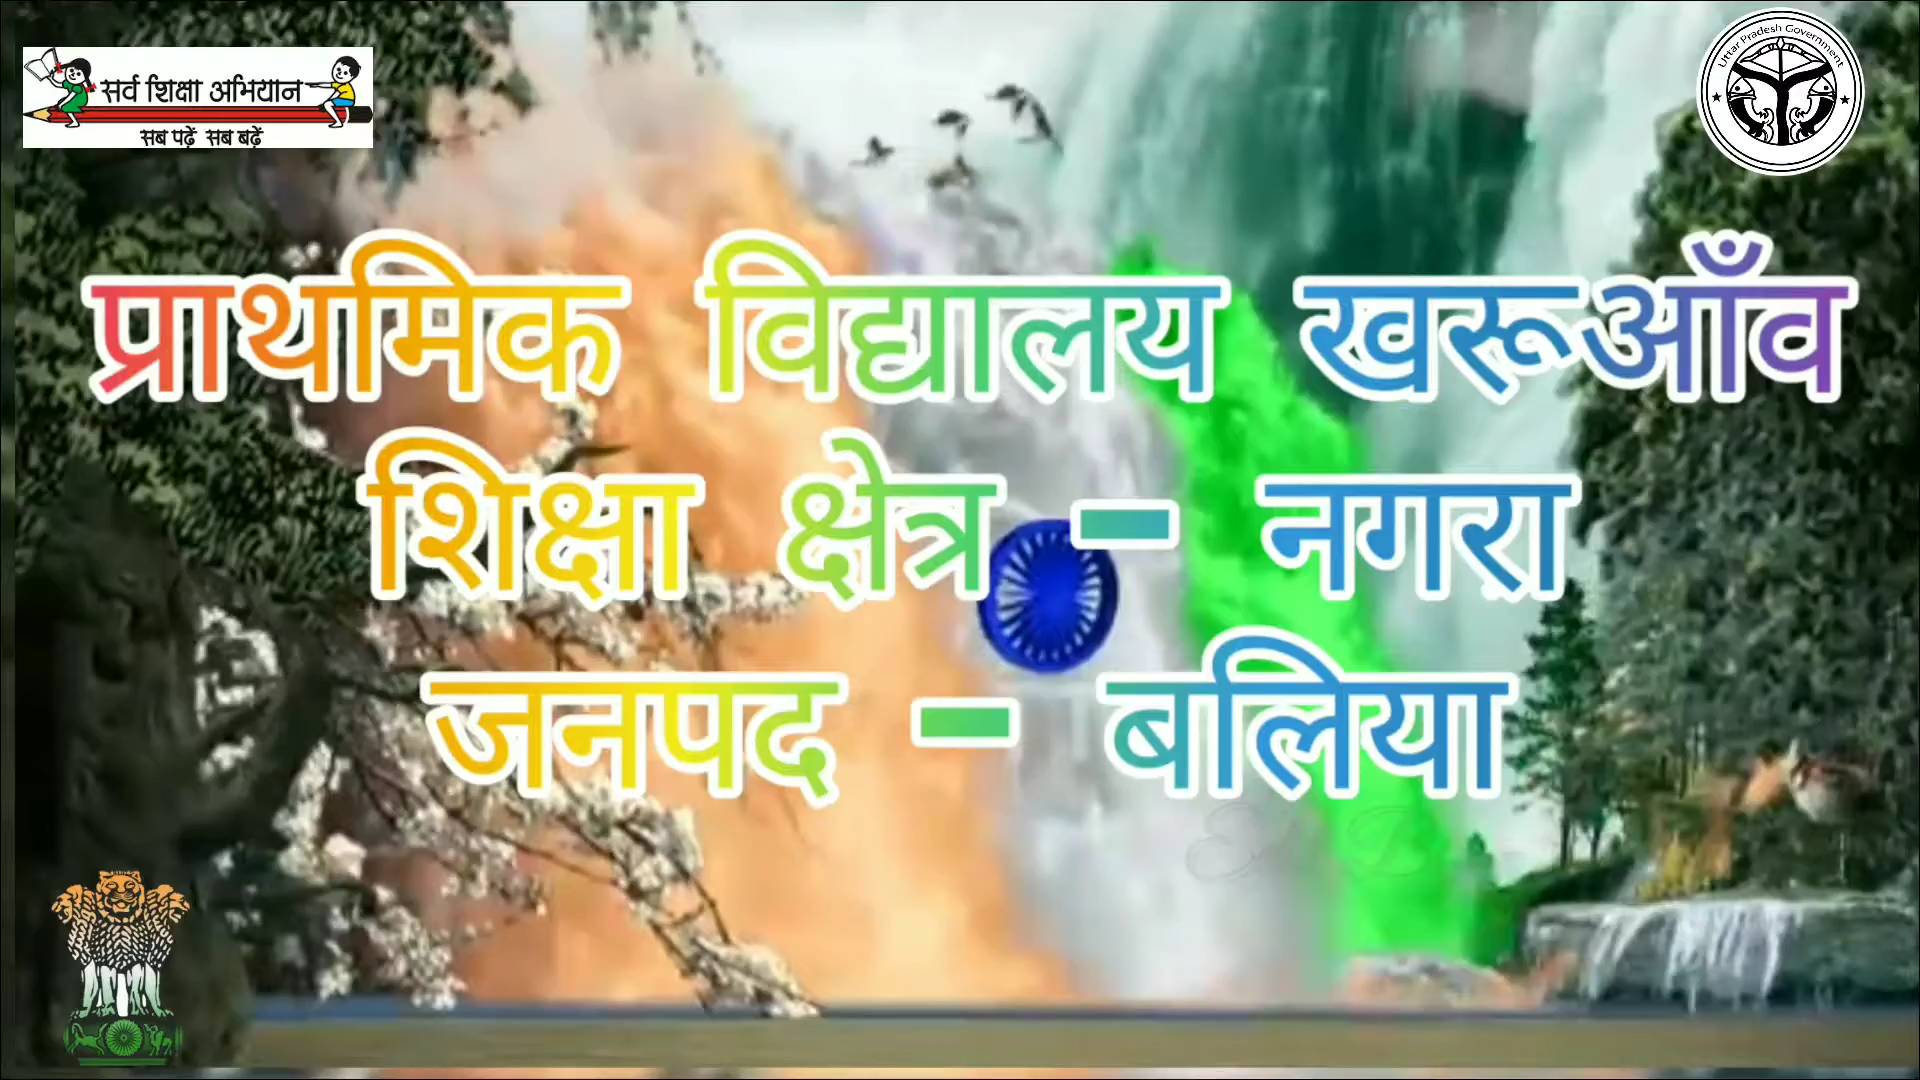 सर्व शिक्षा अभियान
सब पढ़ें सब बढ़ें
Uttar Pradesh Government
प्राथमिक विद्यालय खरूआँव
शिक्षा क्षेत्र - नगरा
जनपद - बलिया